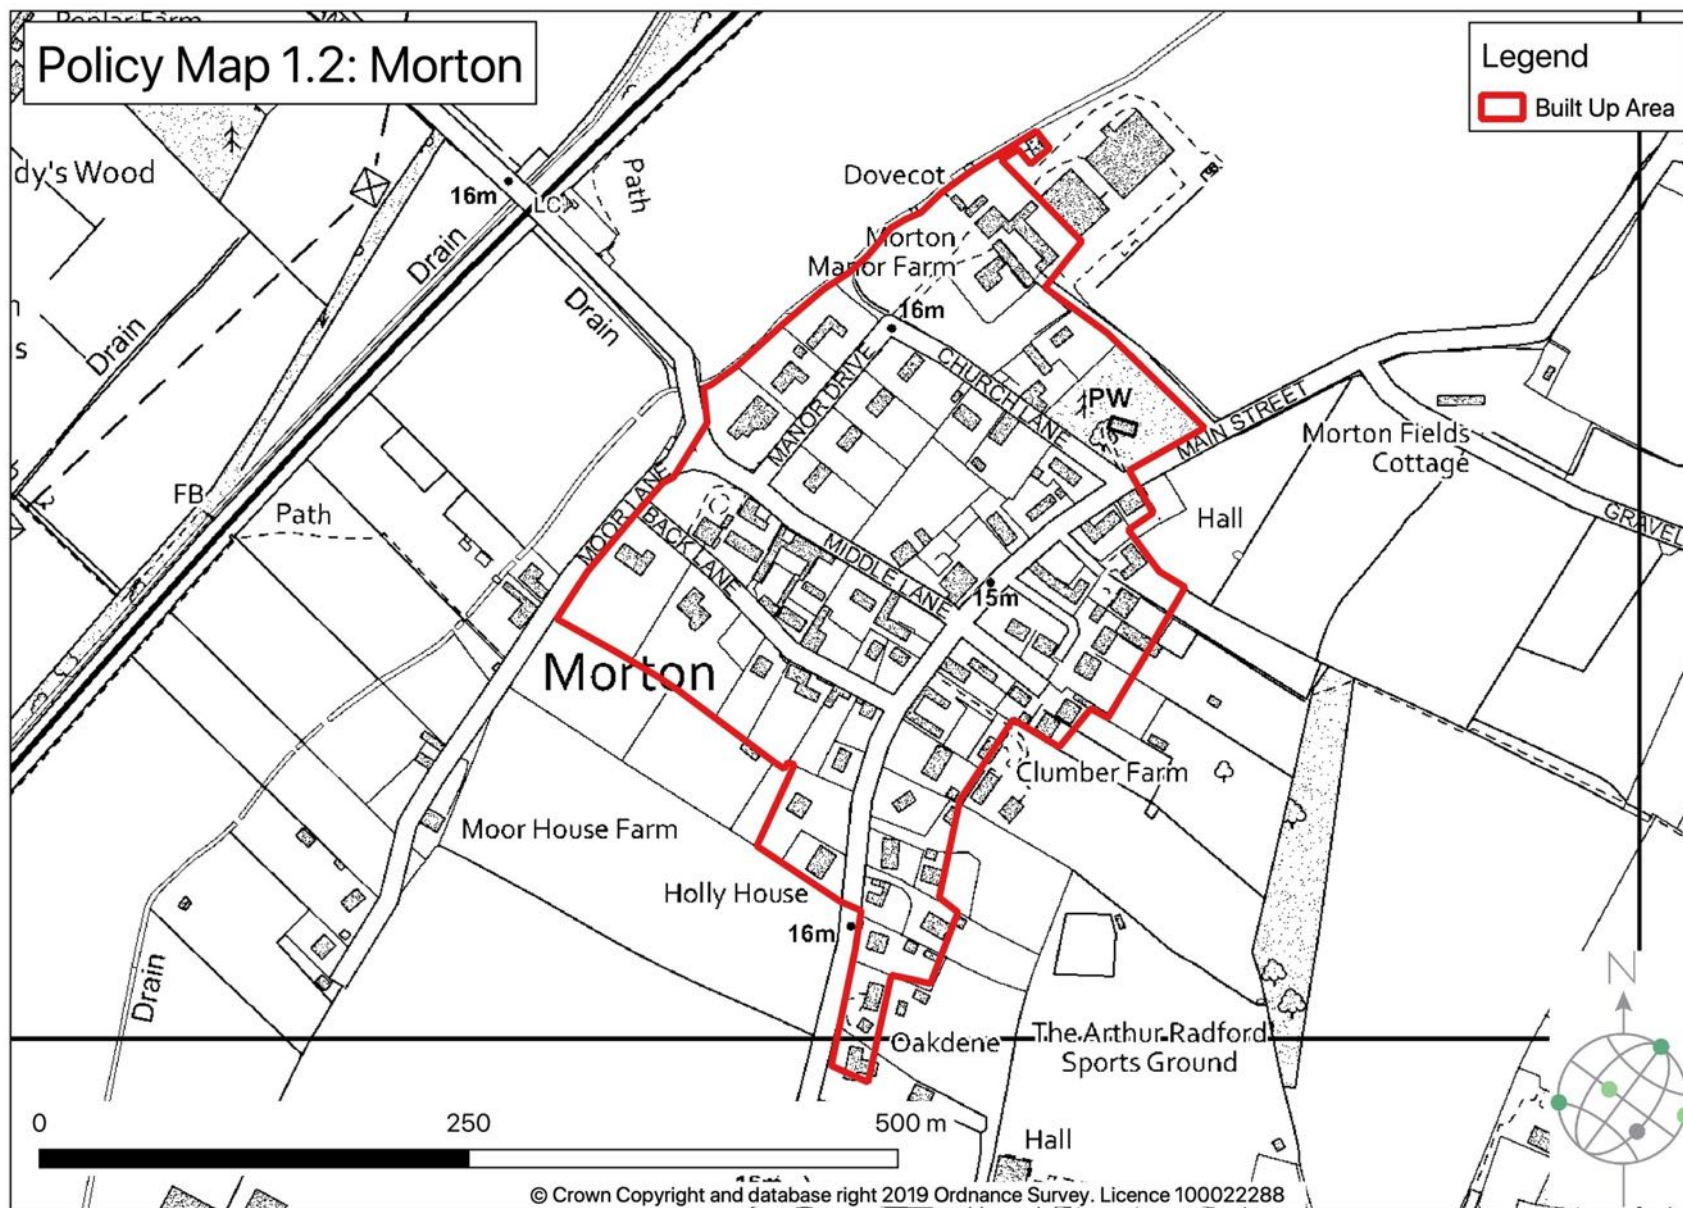 Poplar Farm
Policy Map 1.2: Morton
Legend
Built Up Area
dy's Wood
16m
LC
Path
Drain
Drain
Drain
Dovecot
Morton
Manor Farm
16m
MANOR DRIVE
CHURCH LANE
PW
MAIN STREET
Morton Fields
Cottage
GRAVEL
Hall
FB
Path
MOOR LANE
BACK LANE
MIDDLE LANE
15m
Morton
Clumber Farm
Moor House Farm
Holly House
16m
Drain
Oakdene
The Arthur Radford
Sports Ground
Hall
N
0 250 500 m
© Crown Copyright and database right 2019 Ordnance Survey. Licence 100022288